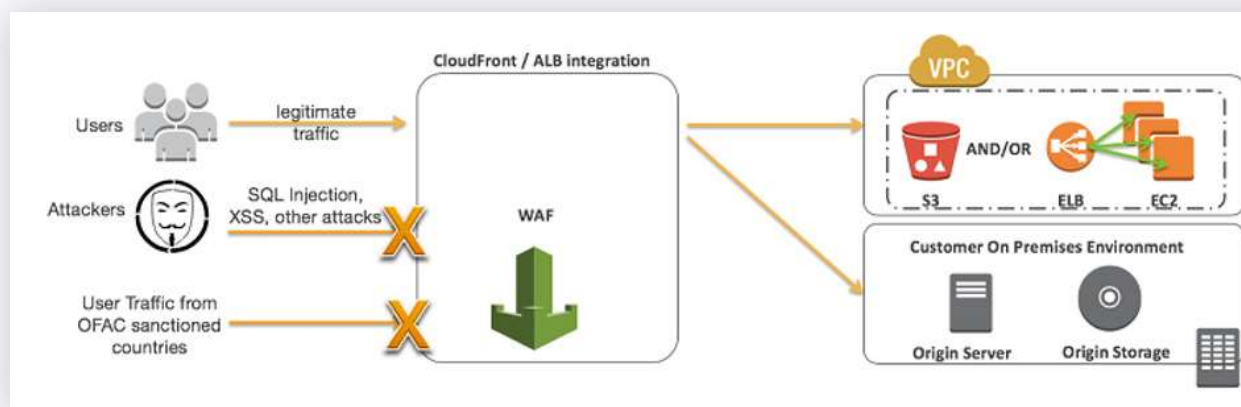 CloudFront / ALB integration
VPC
Users
legitimate
traffic
AND/OR
S3
ELB
EC2
Attackers
SQL Injection,
XSS, other attacks
X
WAF
Customer On Premises Environment
User Traffic from
OFAC sanctioned
countries
X
Origin Server
Origin Storage